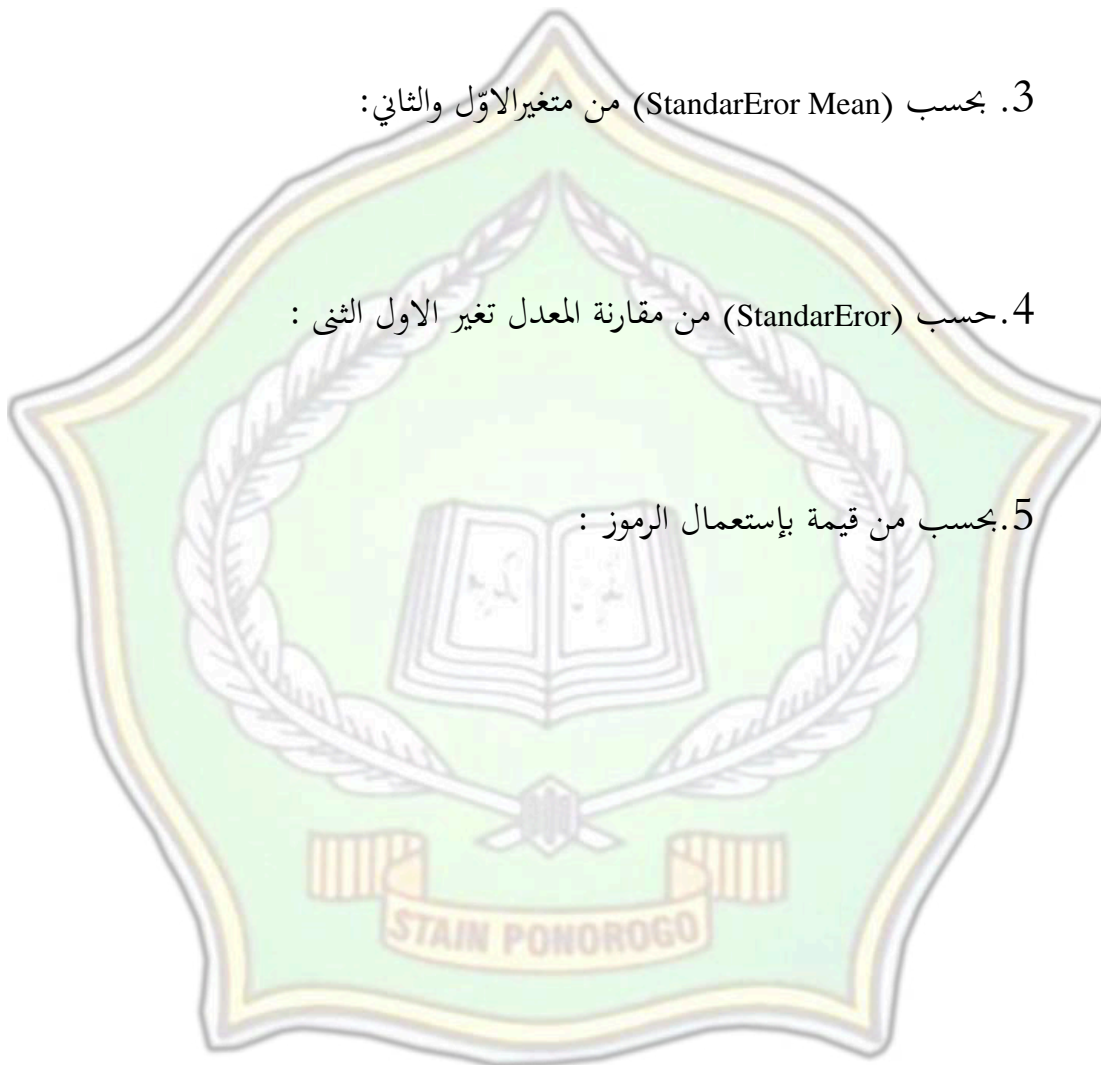 3. بحسب (StandarEror Mean) من متغيرالاوّل والثاني:
4.حسب (StandarEror) من مقارنة المعدل تغير الاول الثنى :
5.بحسب من قيمة بإستعمال الرموز :
STAIN PONOROGO